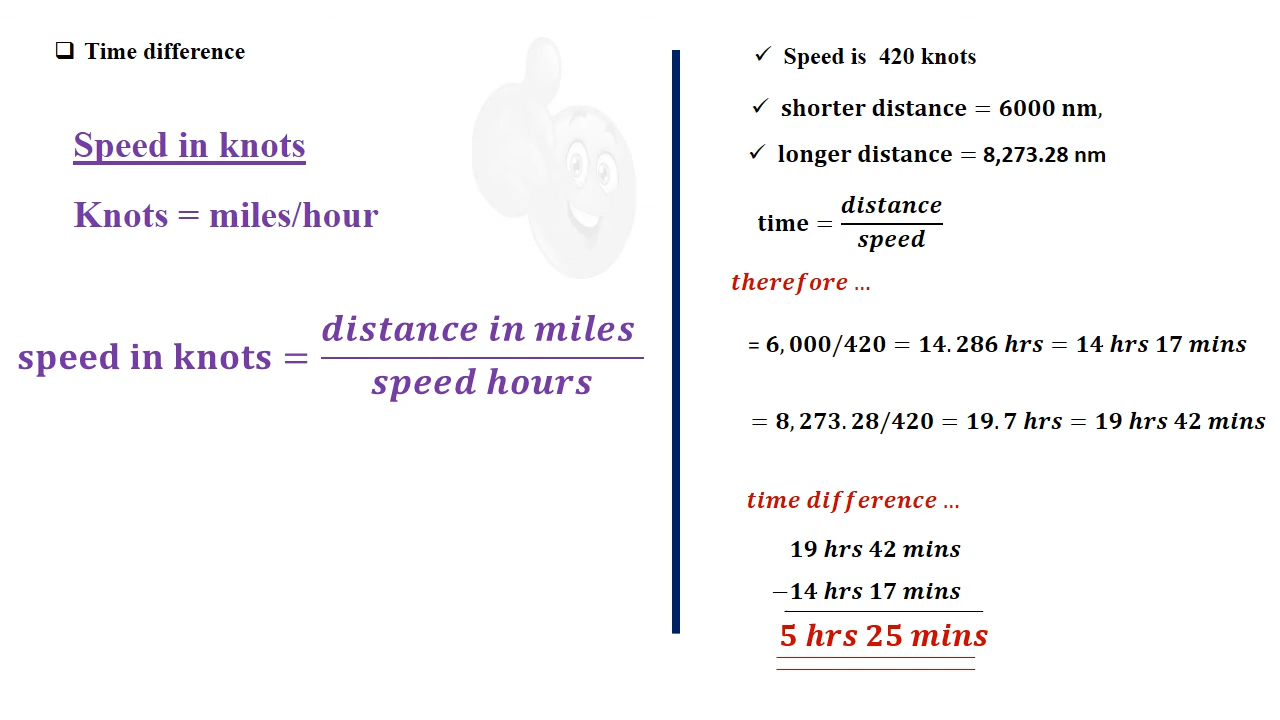 ❑ Time difference
Speed in knots
Knots = miles/hour
speed in knots = distance in miles / speed hours
✓ Speed is 420 knots
✓ shorter distance = 6000 nm,
✓ longer distance = 8,273.28 nm
time = distance / speed
therefore ...
= 6,000/420 = 14.286 hrs = 14 hrs 17 mins
= 8,273.28/420 = 19.7 hrs = 19 hrs 42 mins
time difference ...
19 hrs 42 mins
−14 hrs 17 mins
5 hrs 25 mins